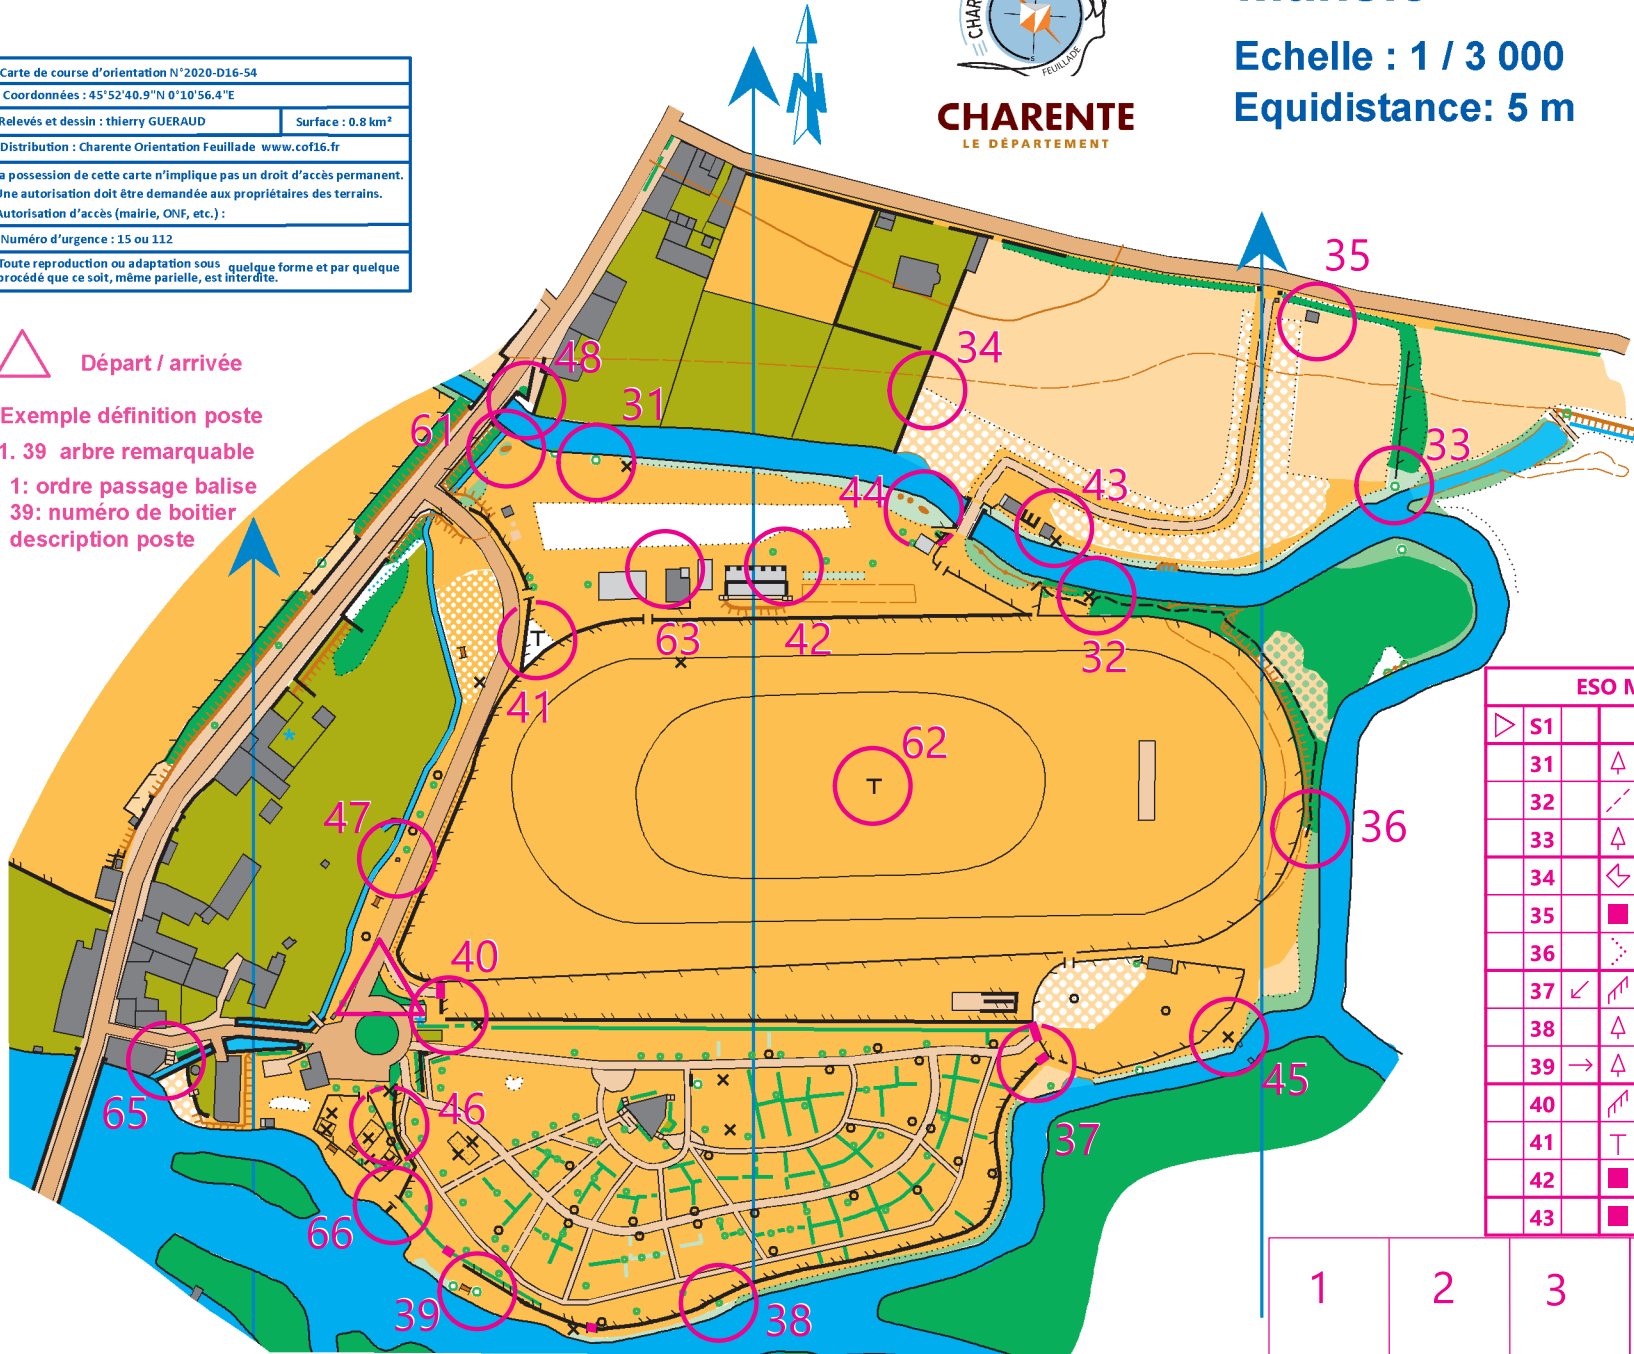 Echelle : 1 / 3 000
Equidistance: 5 m
FEUILLADE
CHARENTE
LE DÉPARTEMENT
N
Carte de course d'orientation N°2020-D16-54
Coordonnées : 45°52'40.9"N 0°10'56.4"E
Relevés et dessin : thierry GUERAUD
Surface : 0.8 km²
Distribution : Charente Orientation Feuillade www.cof16.fr
a possession de cette carte n'implique pas un droit d'accès permanent.
Une autorisation doit être demandée aux propriétaires des terrains.
Autorisation d'accès (mairie, ONF, etc.) :
Numéro d'urgence : 15 ou 112
Toute reproduction ou adaptation sous quelque forme et par quelque
procédé que ce soit, même parielle, est interdite.
Départ / arrivée
Exemple définition poste
1. 39 arbre remarquable
1: ordre passage balise
39: numéro de boitier
description poste
35
34
48
31
61
33
44
43
63
42
32
41
62
47
36
40
45
65
46
37
66
39
38
ESO M
S1
31
32
33
34
35
36
37
38
39
40
41
42
43
1
2
3